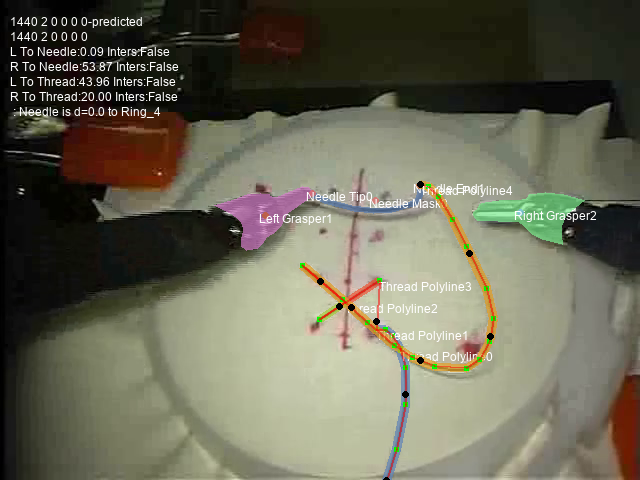 1440 2 0 0 0 0-predicted
1440 2 0 0 0 0
L To Needle:0.09 Inters:False
R To Needle:53.87 Inters:False
L To Thread:43.96 Inters:False
R To Thread:20.00 Inters:False
: Needle is d=0.0 to Ring_4
Thread Polyline4
Needle Tip0
Needle Mask
Left Grasper1
Right Grasper2
Thread Polyline3
Polyline2
Thread Polyline1
Polyline0